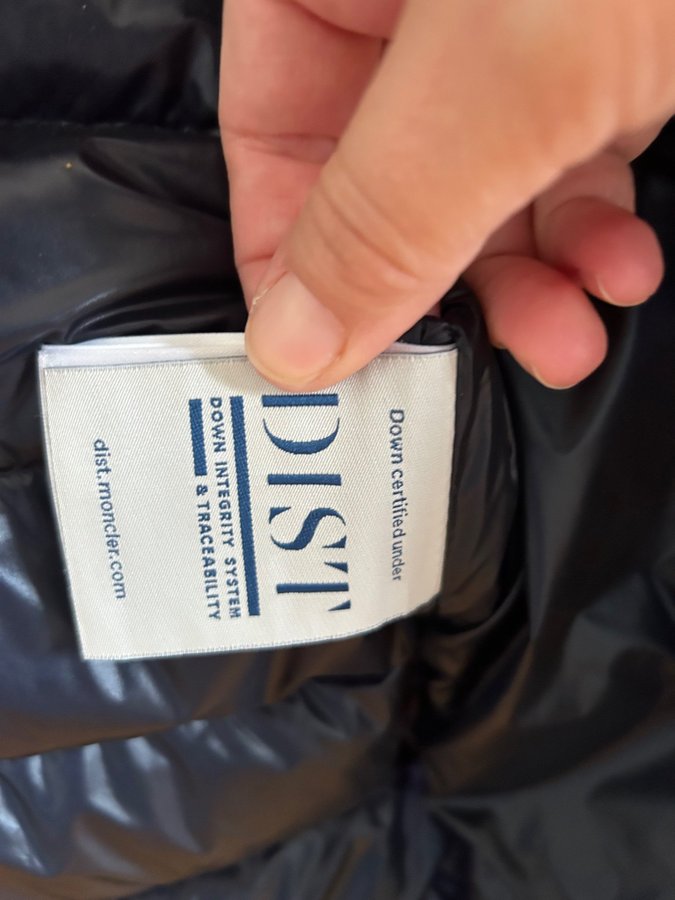 Down certified under
DIST
DOWN INTEGRITY SYSTEM
& TRACEABILITY
dist.moncler.com